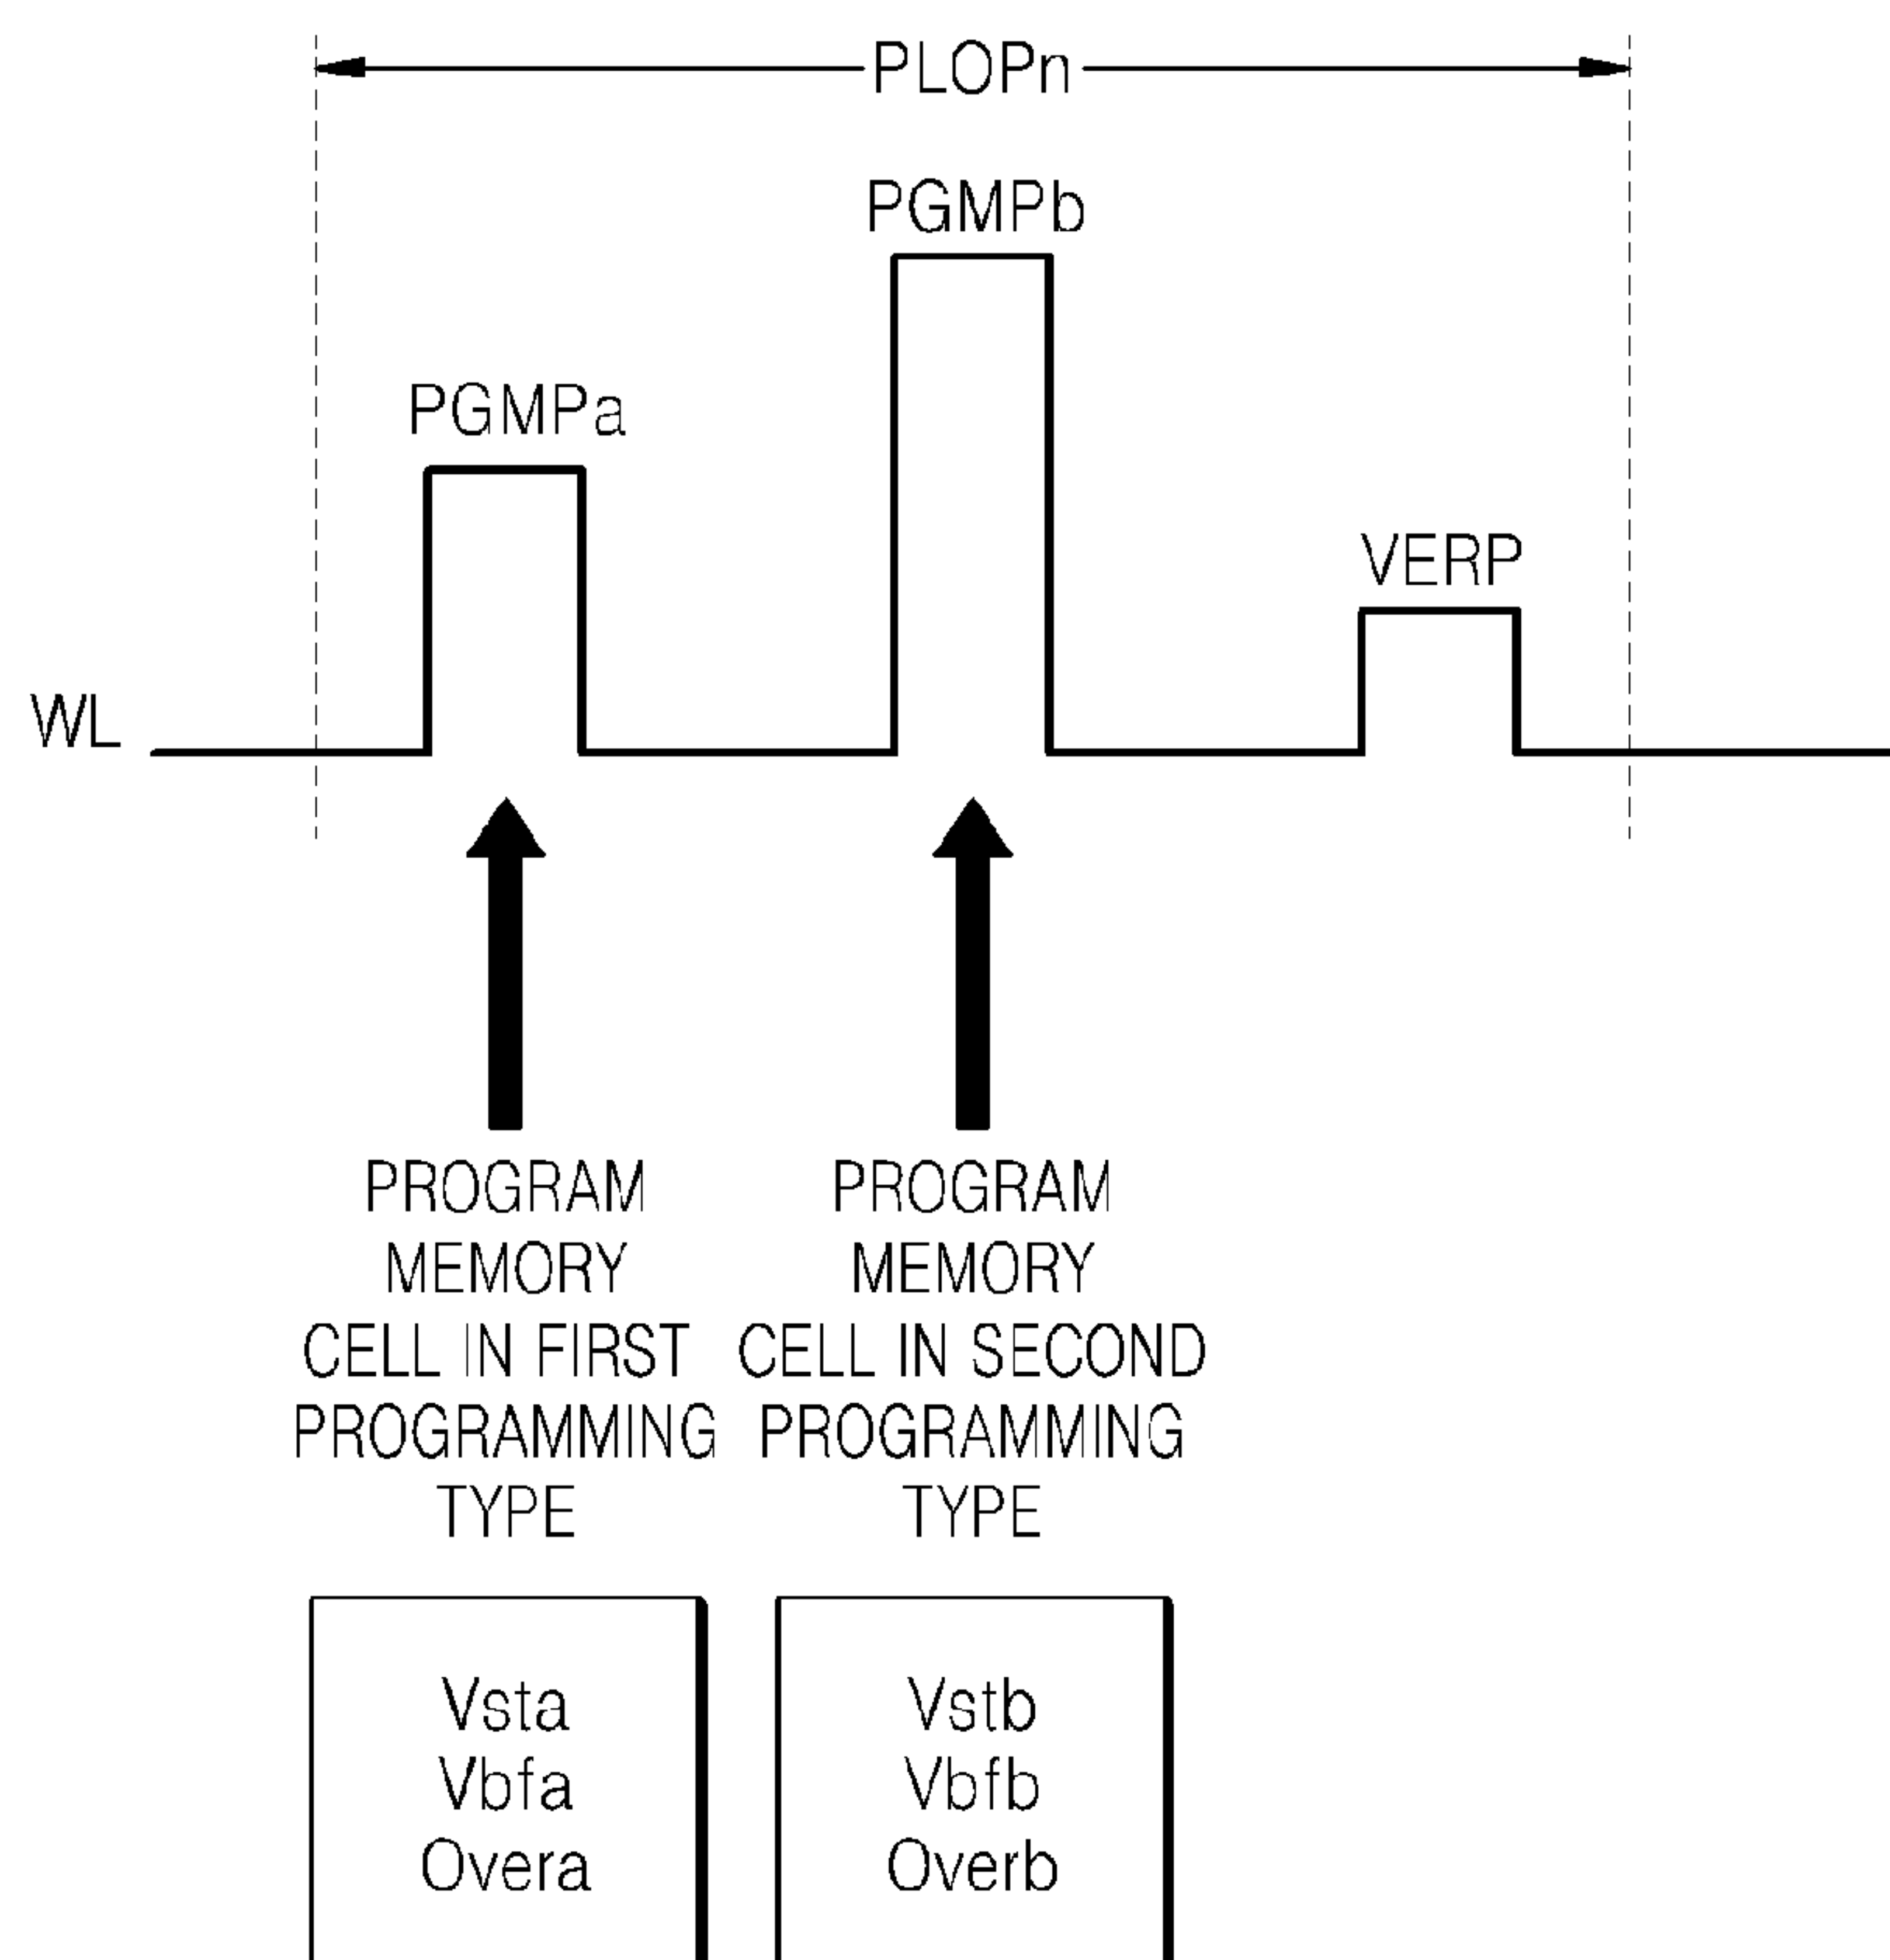 PLOPn
PGMPb
PGMPa
VERP
WL
PROGRAM
MEMORY
CELL IN FIRST
PROGRAMMING
TYPE
PROGRAM
MEMORY
CELL IN SECOND
PROGRAMMING
TYPE
Vsta
Vbfa
Overa
Vstb
Vbfb
Overb